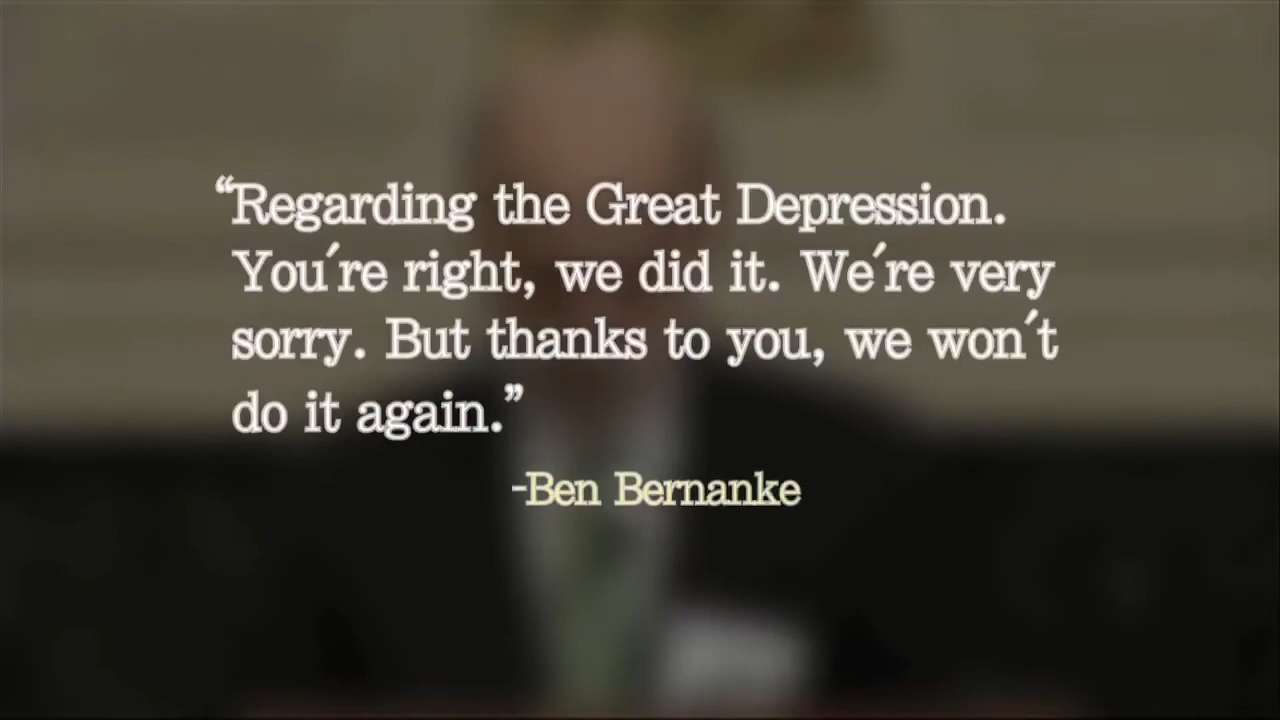 “Regarding the Great Depression.
You´re right, we did it. We´re very
sorry. But thanks to you, we won´t
do it again.”
-Ben Bernanke